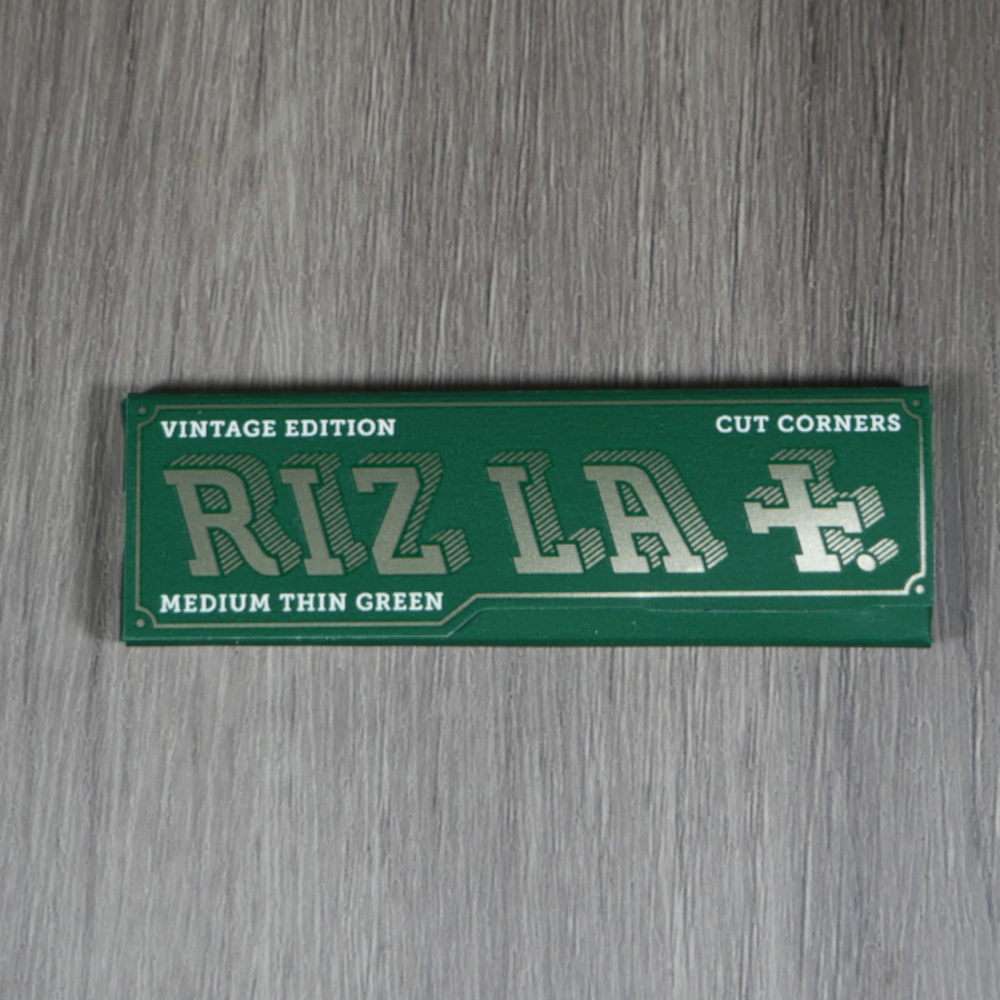 VINTAGE EDITION
CUT CORNERS
RIZ LA +.
MEDIUM THIN GREEN